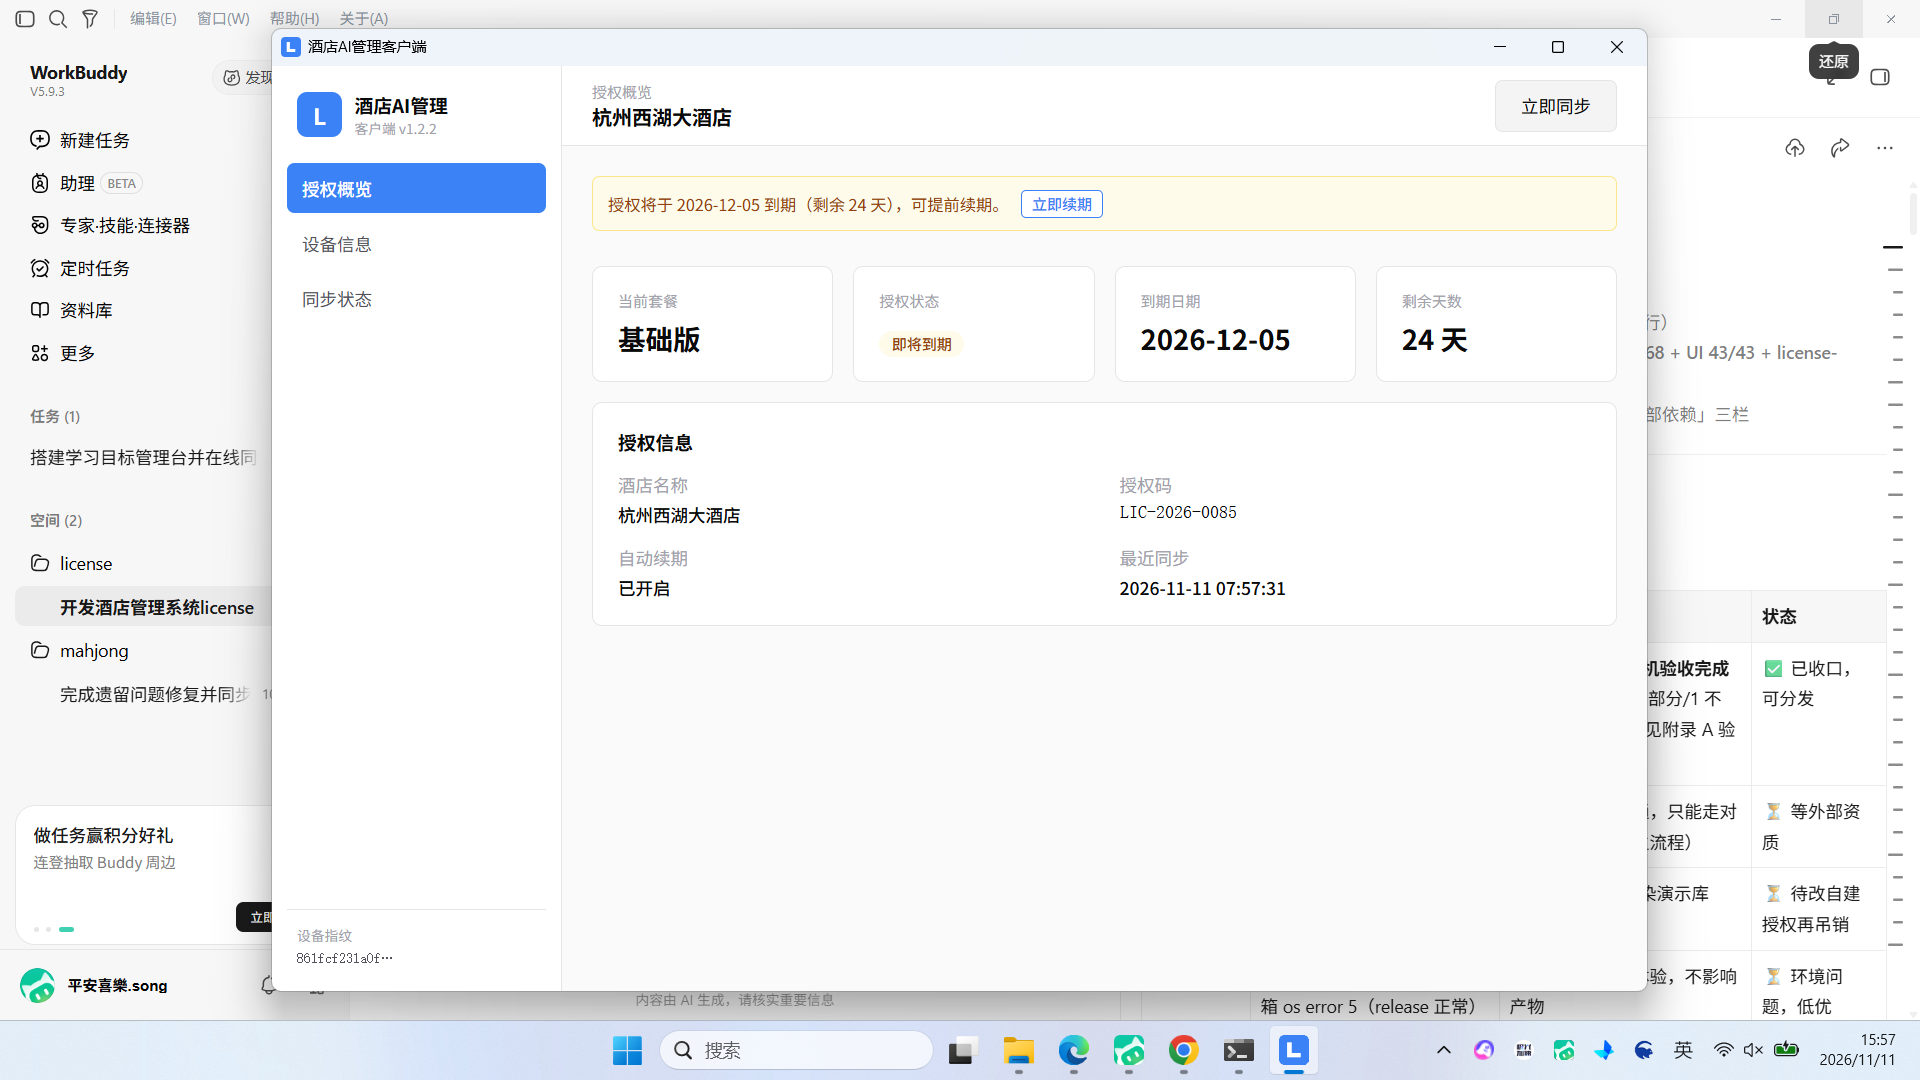 编辑(E) 窗口(W) 帮助(H) 关于(A)
WorkBuddy
V5.9.3
发现
新建任务
助理 BETA
专家·技能·连接器
定时任务
资料库
更多
任务 (1)
搭建学习目标管理台并在线同
空间 (2)
license
开发酒店管理系统license
mahjong
完成遗留问题修复并同步
做任务赢积分好礼
连登抽取 Buddy 周边
立即
平安喜樂.song
L 酒店AI管理客户端
L 酒店AI管理
客户端 v1.2.2
授权概览
设备信息
同步状态
设备指纹
861fcf231a0f…
授权概览
杭州西湖大酒店
立即同步
授权将于 2026-12-05 到期（剩余 24 天），可提前续期。 立即续期
当前套餐
基础版
授权状态
即将到期
到期日期
2026-12-05
剩余天数
24 天
授权信息
酒店名称
杭州西湖大酒店
授权码
LIC-2026-0085
自动续期
已开启
最近同步
2026-11-11 07:57:31
还原
行）
68 + UI 43/43 + license-
部依赖」三栏
状态
机验收完成
部分/1 不
见附录 A 验
✅ 已收口，
可分发
，只能走对
流程）
⏳ 等外部资
质
染演示库
⏳ 待改自建
授权再吊销
验，不影响
产物
⏳ 环境问
题，低优
箱 os error 5（release 正常）
内容由 AI 生成，请核实重要信息
搜索
英
15:57
2026/11/11